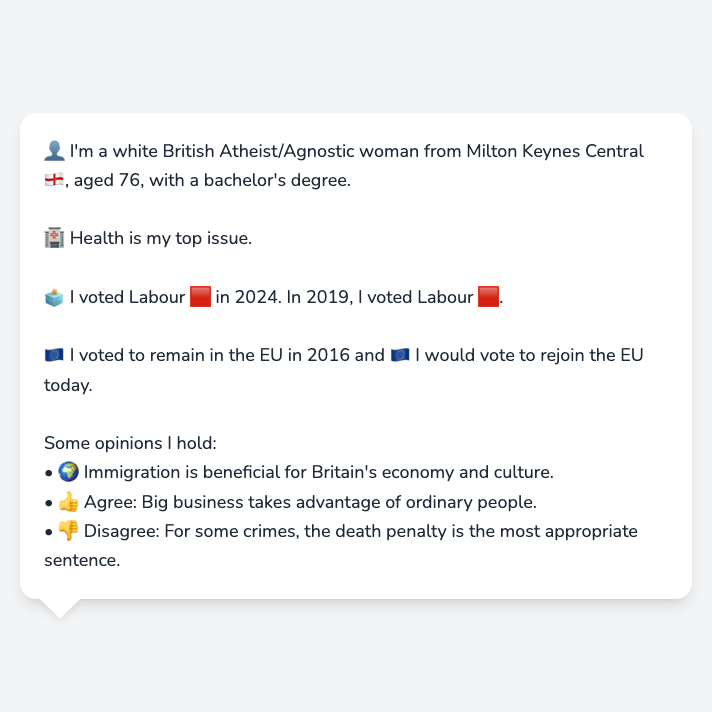 👤 I'm a white British Atheist/Agnostic woman from Milton Keynes Central
🏴󠁧󠁢󠁥󠁮󠁧󠁿, aged 76, with a bachelor's degree.
🏥 Health is my top issue.
🗳️ I voted Labour 🟥 in 2024. In 2019, I voted Labour 🟥.
🇪🇺 I voted to remain in the EU in 2016 and 🇪🇺 I would vote to rejoin the EU
today.
Some opinions I hold:
• 🌍 Immigration is beneficial for Britain's economy and culture.
• 👍 Agree: Big business takes advantage of ordinary people.
• 👎 Disagree: For some crimes, the death penalty is the most appropriate
sentence.